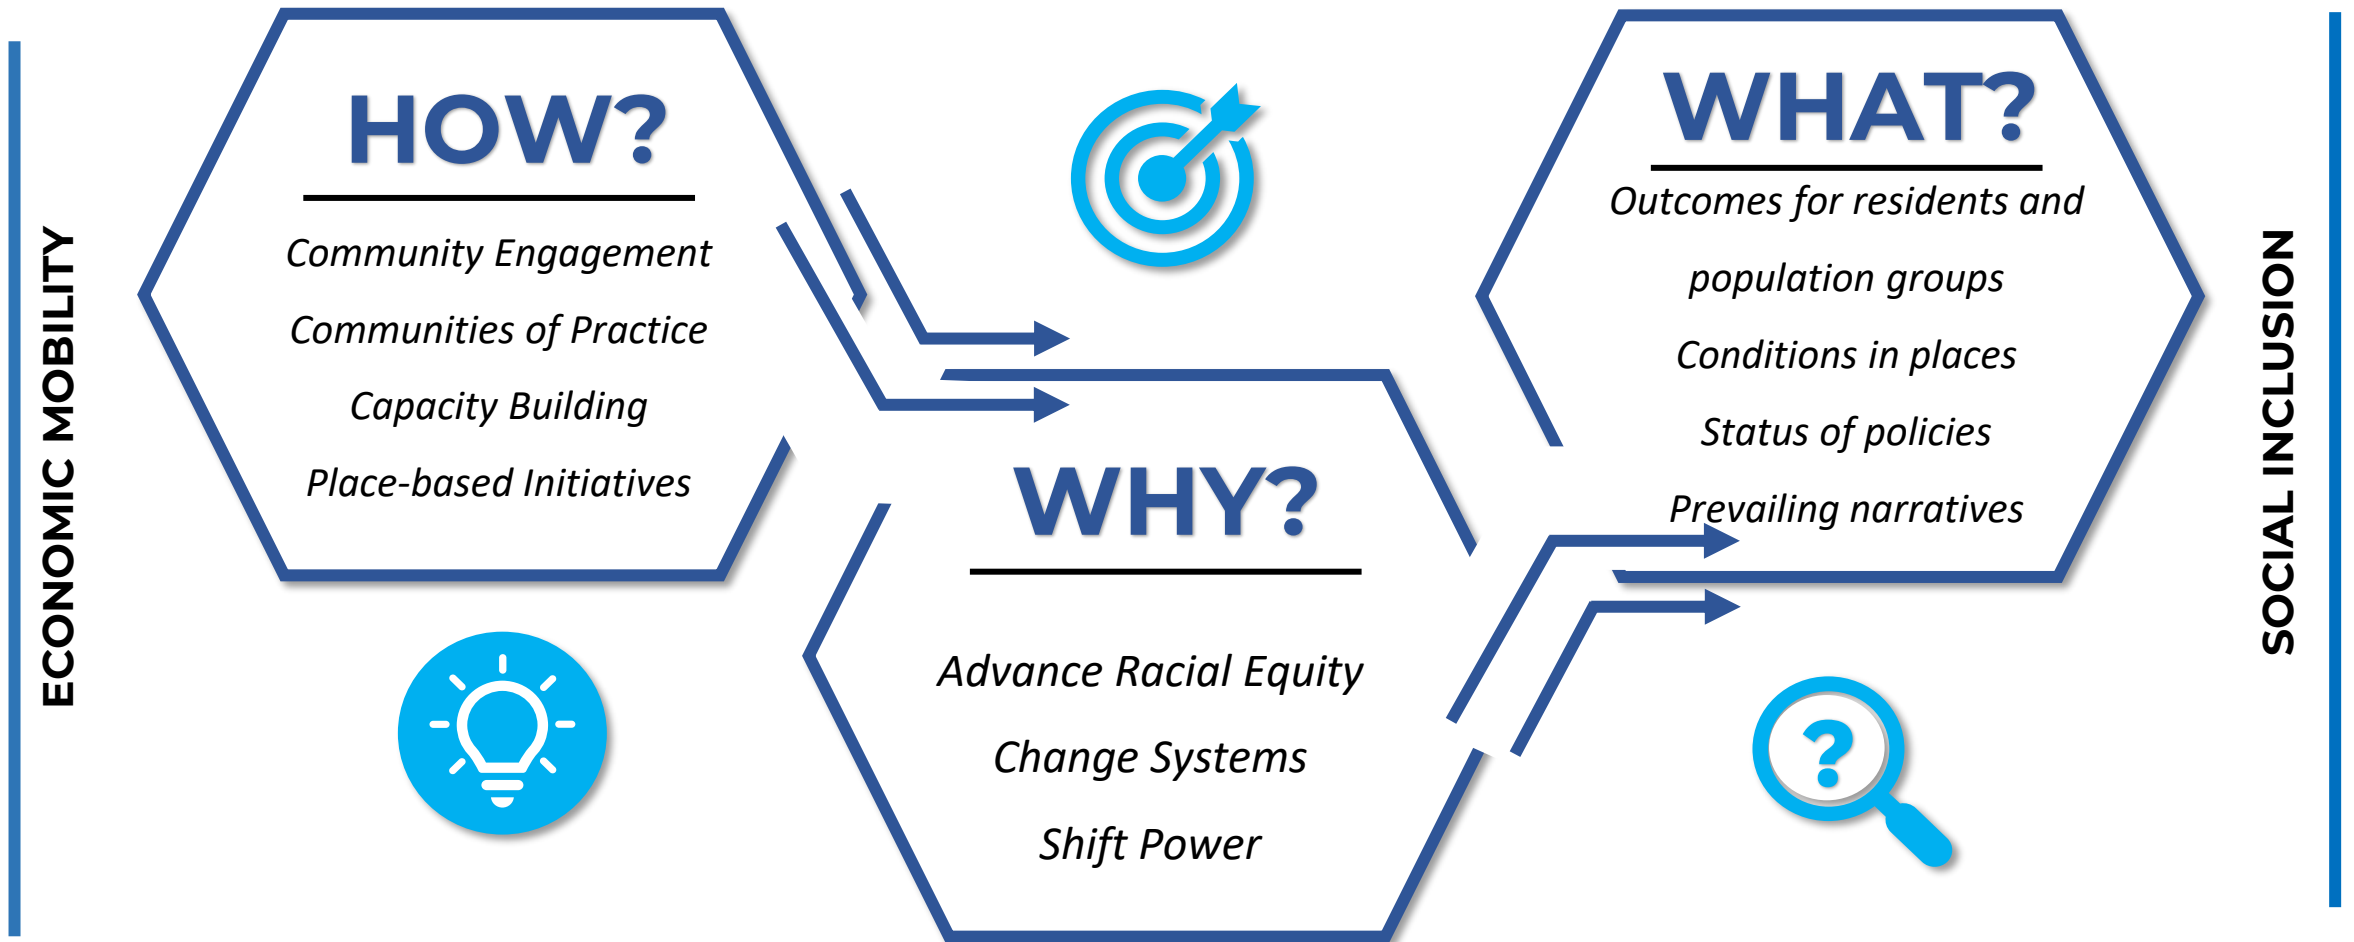 ECONOMIC MOBILITY
HOW?
Community Engagement
Communities of Practice
Capacity Building
Place-based Initiatives
WHY?
Advance Racial Equity
Change Systems
Shift Power
WHAT?
Outcomes for residents and
population groups
Conditions in places
Status of policies
Prevailing narratives
?
SOCIAL INCLUSION